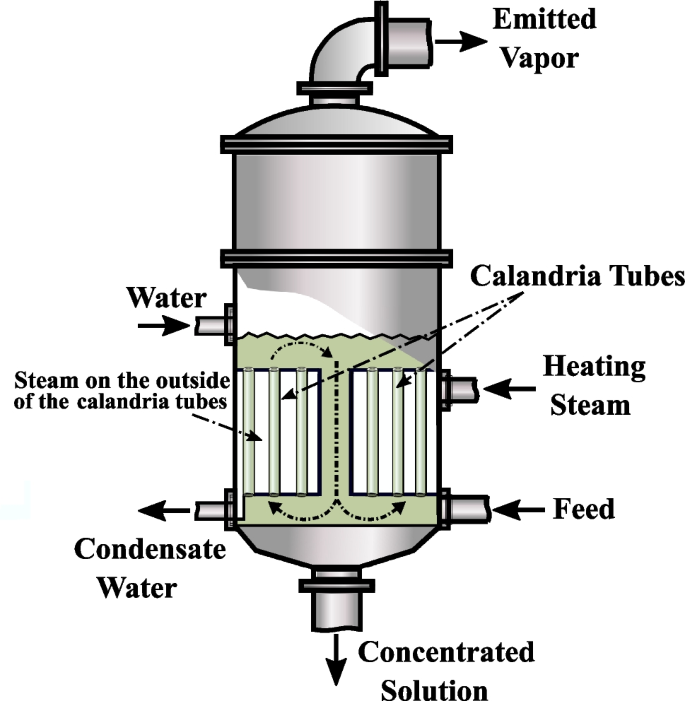 Emitted
Vapor
Calandria Tubes
Water
Heating
Steam
Steam on the outside
of the calandria tubes
Feed
Condensate
Water
Concentrated
Solution